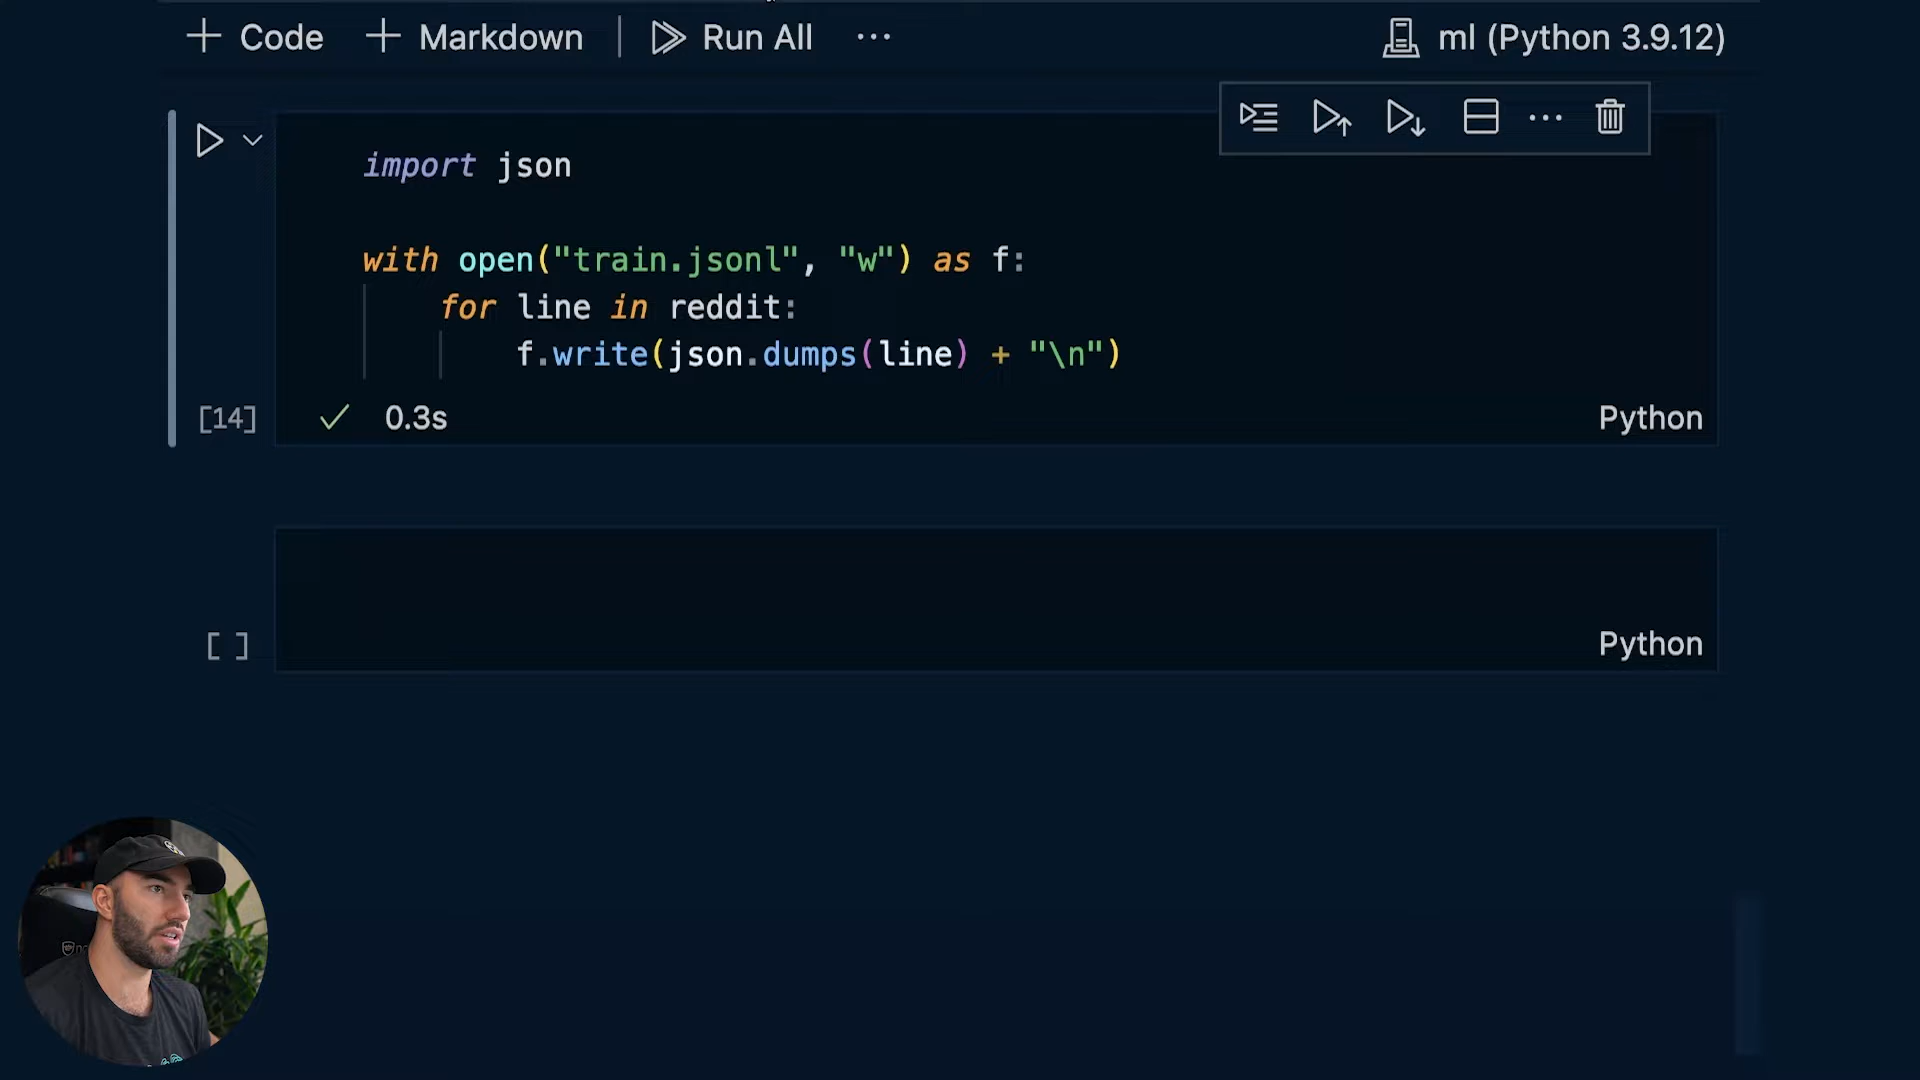 Code Markdown Run All ml (Python 3.9.12)
import json
with open("train.jsonl", "w") as f:
for line in reddit:
f.write(json.dumps(line) + "\n")
[14] 0.3s Python
[ ] Python